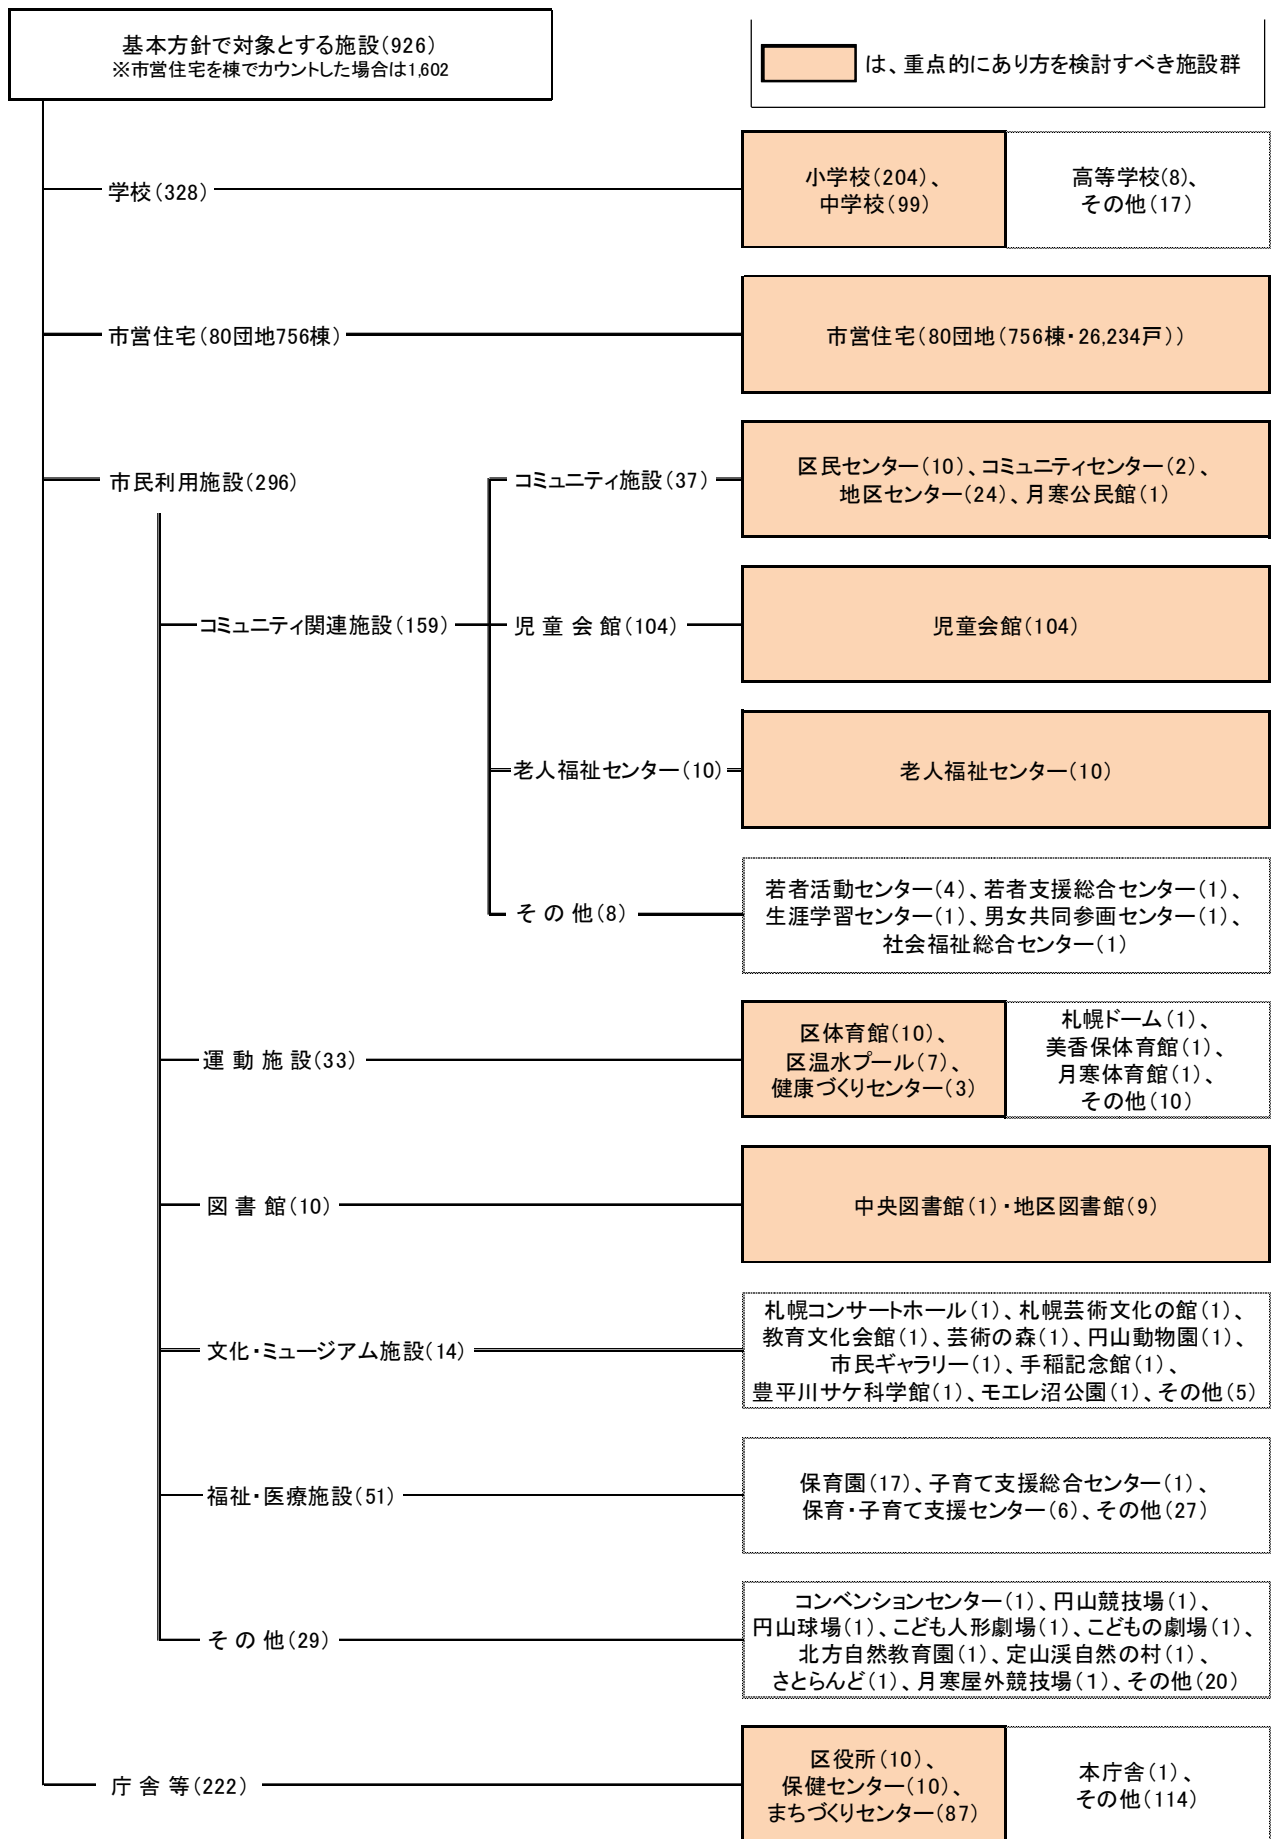 基本方針で対象とする施設(926)
※市営住宅を棟でカウントした場合は1,602
は、重点的にあり方を検討すべき施設群
学校(328)
小学校(204)、
中学校(99)
高等学校(8)、
その他(17)
市営住宅(80団地756棟)
市営住宅(80団地(756棟・26,234戸))
市民利用施設(296)
コミュニティ施設(37)
区民センター(10)、コミュニティセンター(2)、
地区センター(24)、月寒公民館(1)
コミュニティ関連施設(159)
児童会館(104)
児童会館(104)
老人福祉センター(10)
老人福祉センター(10)
その他(8)
若者活動センター(4)、若者支援総合センター(1)、
生涯学習センター(1)、男女共同参画センター(1)、
社会福祉総合センター(1)
運動施設(33)
区体育館(10)、
区温水プール(7)、
健康づくりセンター(3)
札幌ドーム(1)、
美香保体育館(1)、
月寒体育館(1)、
その他(10)
図書館(10)
中央図書館(1)・地区図書館(9)
文化・ミュージアム施設(14)
札幌コンサートホール(1)、札幌芸術文化の館(1)、
教育文化会館(1)、芸術の森(1)、円山動物園(1)、
市民ギャラリー(1)、手稲記念館(1)、
豊平川サケ科学館(1)、モエレ沼公園(1)、その他(5)
福祉・医療施設(51)
保育園(17)、子育て支援総合センター(1)、
保育・子育て支援センター(6)、その他(27)
その他(29)
コンベンションセンター(1)、円山競技場(1)、
円山球場(1)、こども人形劇場(1)、こどもの劇場(1)、
北方自然教育園(1)、定山渓自然の村(1)、
さとらんど(1)、月寒屋外競技場(1)、その他(20)
庁舎等(222)
区役所(10)、
保健センター(10)、
まちづくりセンター(87)
本庁舎(1)、
その他(114)